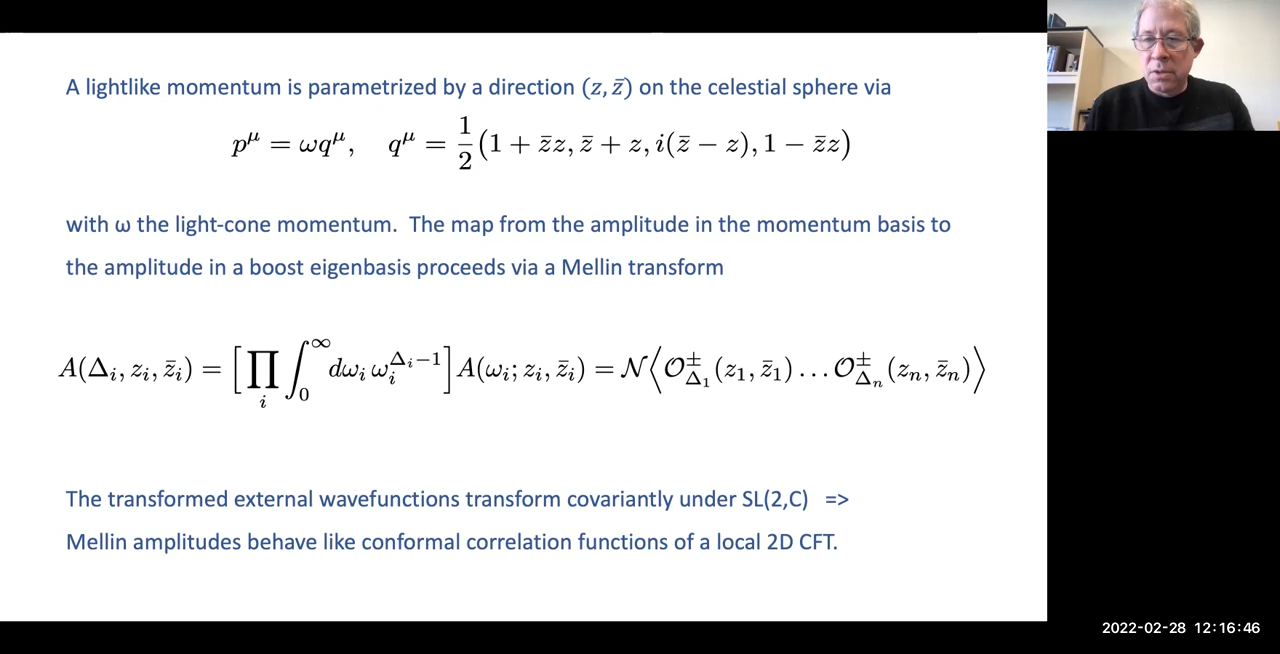 A lightlike momentum is parametrized by a direction (z, z̄) on the celestial sphere via
p^μ = ωq^μ, q^μ = 1/2 (1 + z̄z, z̄ + z, i(z̄ − z), 1 − z̄z)
with ω the light-cone momentum. The map from the amplitude in the momentum basis to
the amplitude in a boost eigenbasis proceeds via a Mellin transform
A(Δ_i, z_i, z̄_i) = [∏_i ∫_0^∞ dω_i ω_i^{Δ_i−1}] A(ω_i; z_i, z̄_i) = 𝒩⟨𝒪^±_{Δ_1}(z_1, z̄_1) … 𝒪^±_{Δ_n}(z_n, z̄_n)⟩
The transformed external wavefunctions transform covariantly under SL(2,C) =>
Mellin amplitudes behave like conformal correlation functions of a local 2D CFT.
2022-02-28 12:16:46